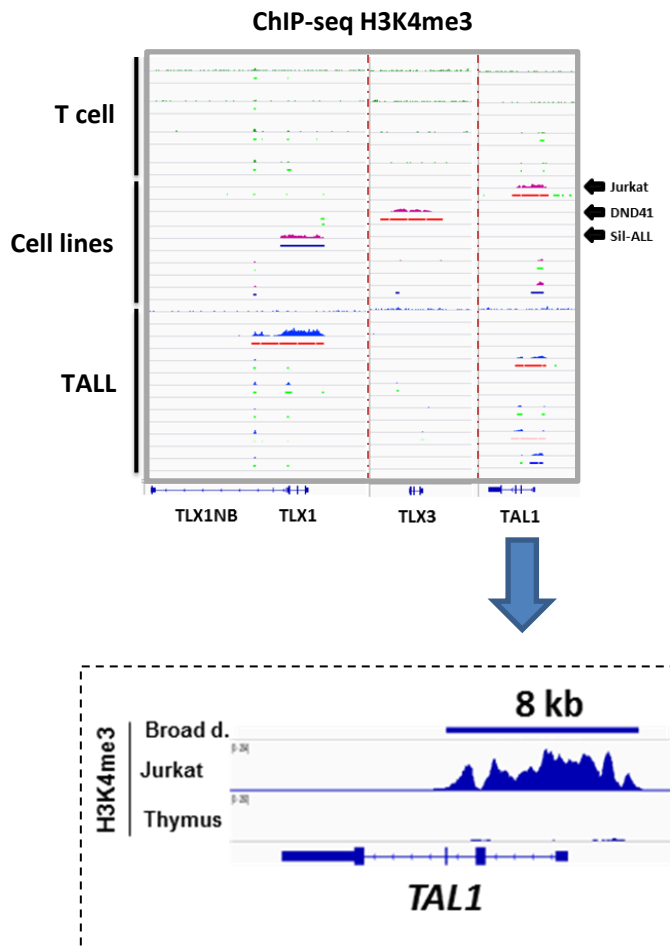 ChIP-seq H3K4me3
T cell
Cell lines
TALL
Jurkat
DND41
Sil-ALL
TLX1NB TLX1 TLX3 TAL1
8 kb
H3K4me3
Broad d.
Jurkat
Thymus
TAL1